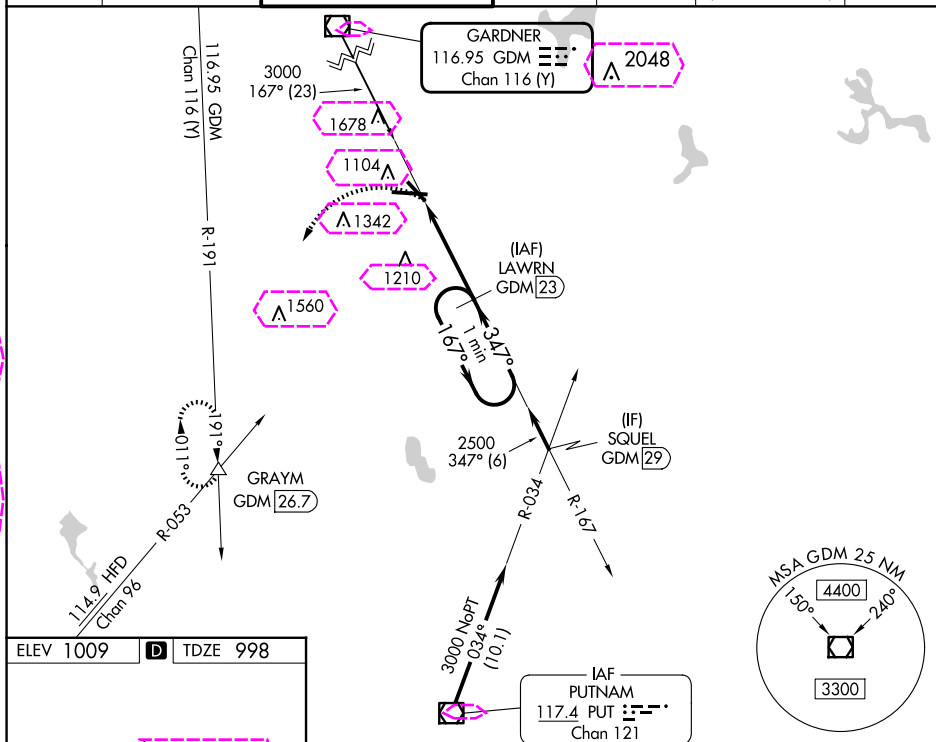 GARDNER
116.95 GDM
Chan 116 (Y)
2048
116.95 GDM
Chan 116 (Y)
3000
167° (23)
1678
1104
1342
R-191
1210
(IAF)
LAWRN
GDM 23
1560
167°
1 min
347°
191°
011°
2500
347° (6)
(IF)
SQUEL
GDM 29
GRAYM
GDM 26.7
R-034
R-167
R-053
114.9 HFD
Chan 96
MSA GDM 25 NM
4400
150°
240°
3300
3000 NoPT
034°
(10.1)
ELEV 1009 D TDZE 998
IAF
PUTNAM
117.4 PUT
Chan 121